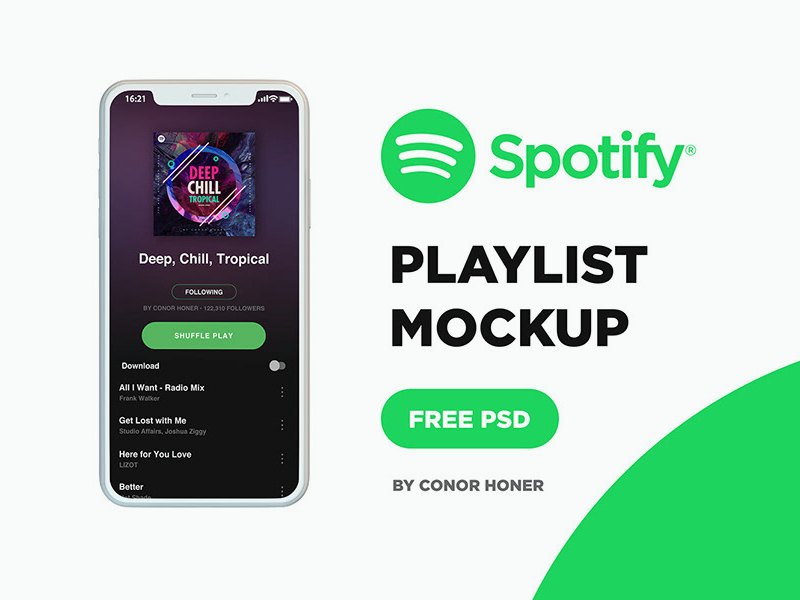 16:21
DEEP
CHILL
TROPICAL
Deep, Chill, Tropical
FOLLOWING
BY CONOR HONER • 122,310 FOLLOWERS
SHUFFLE PLAY
Download
All I Want - Radio Mix
Frank Walker
Get Lost with Me
Studio Affairs, Joshua Ziggy
Here for You Love
LIZOT
Better
Spotify®
PLAYLIST
MOCKUP
FREE PSD
BY CONOR HONER